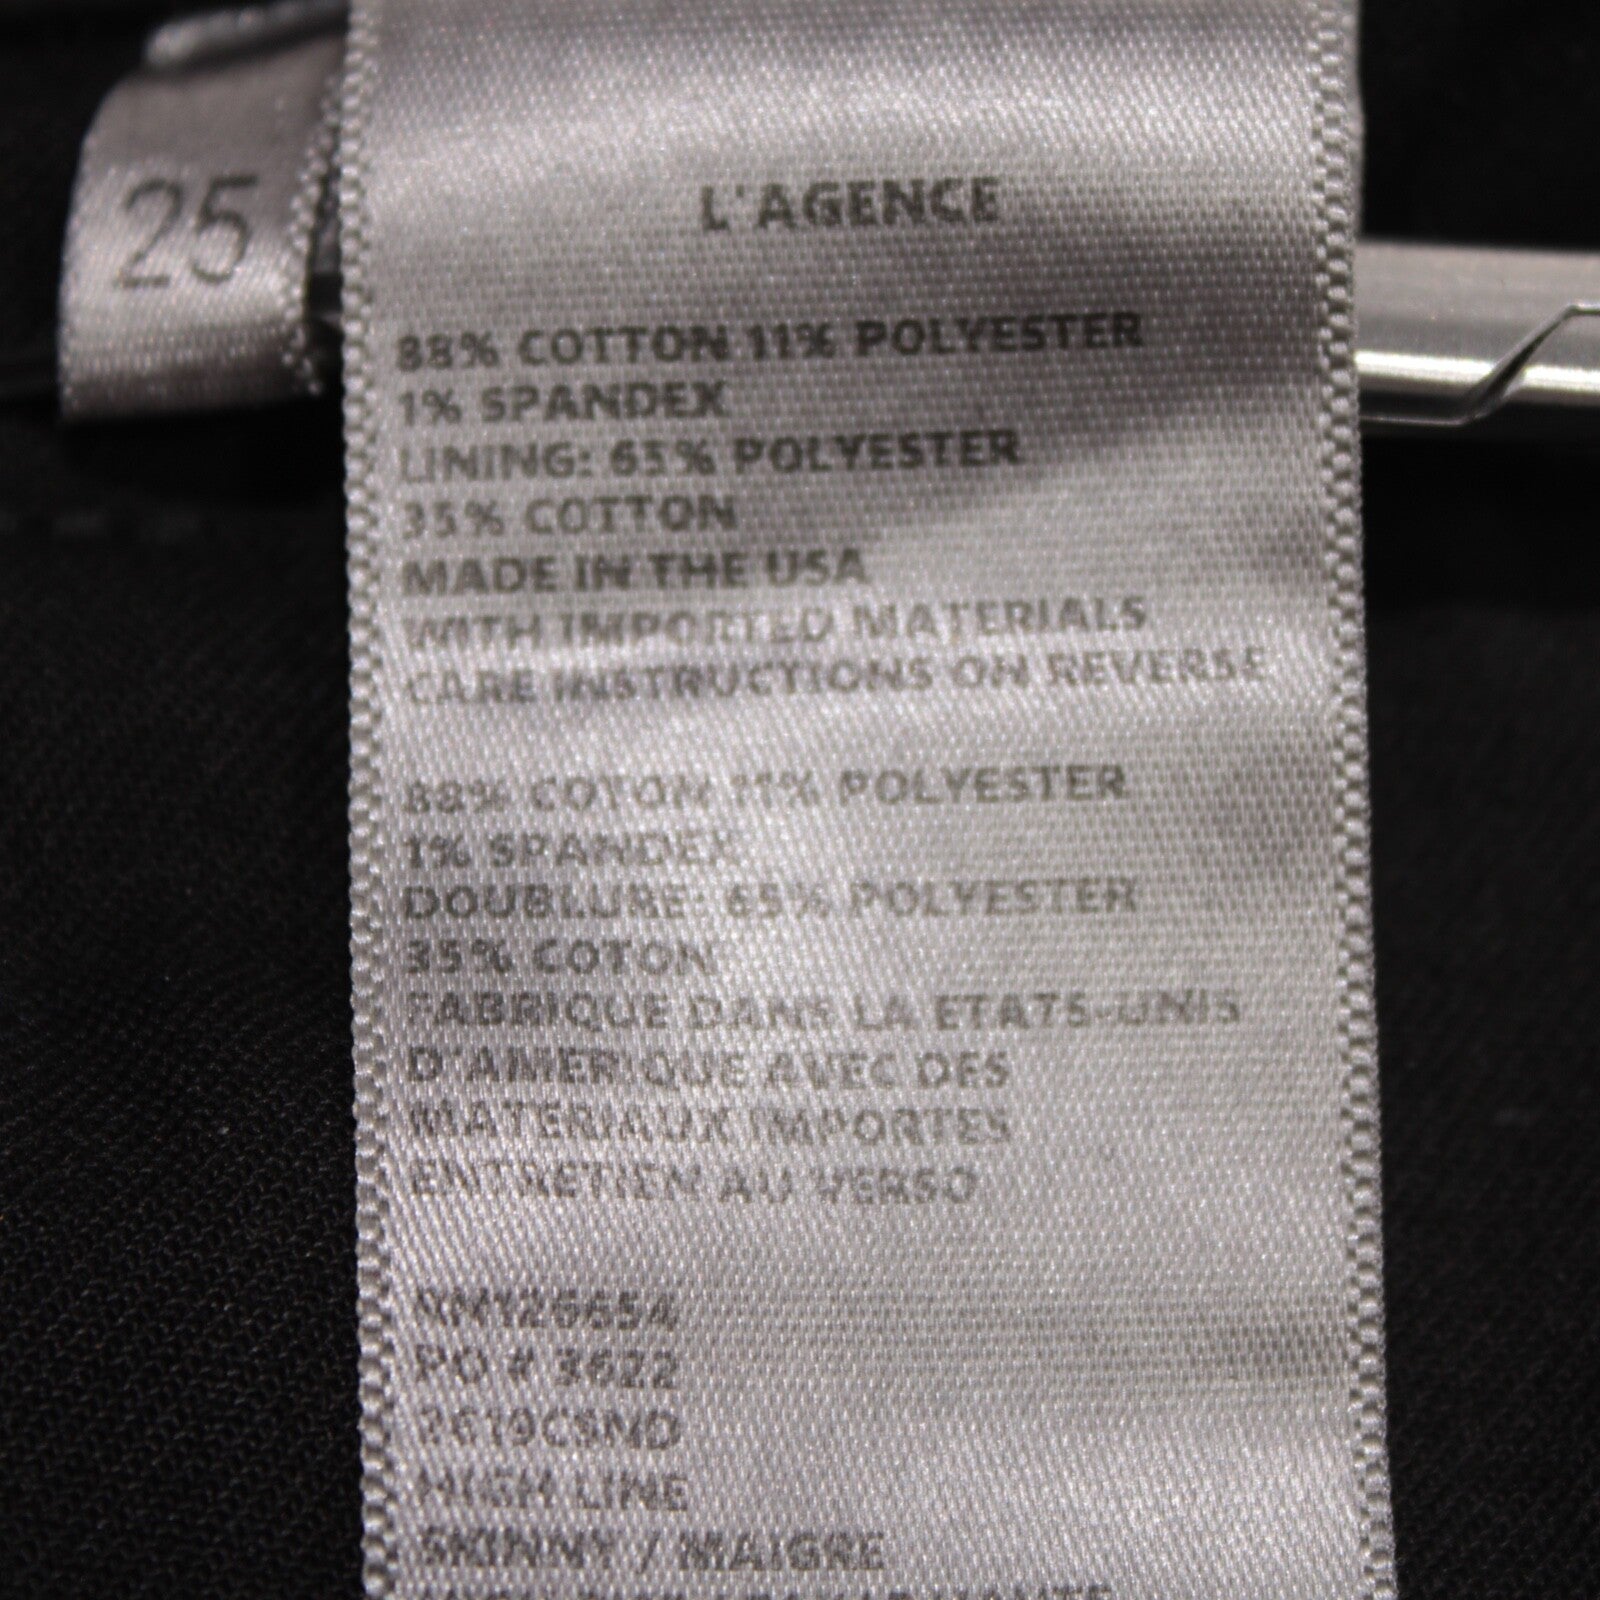 25
L'AGENCE
88% COTTON 11% POLYESTER
1% SPANDEX
LINING: 65% POLYESTER
35% COTTON
MADE IN THE USA
WITH IMPORTED MATERIALS
CARE INSTRUCTIONS ON REVERSE
88% COTON 11% POLYESTER
1% SPANDEX
DOUBLURE: 65% POLYESTER
35% COTON
FABRIQUE DANS LA ETATS-UNIS
D'AMERIQUE AVEC DES
MATERIAUX IMPORTES
ENTRETIEN AU VERSO
PO # 3622
HIGH LINE
SKINNY / MAIGRE